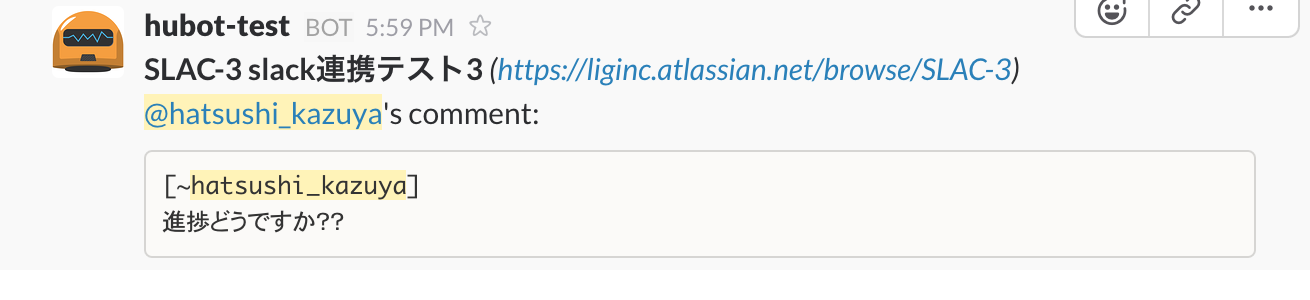 hubot-test BOT 5:59 PM
SLAC-3 slack連携テスト3 (https://liginc.atlassian.net/browse/SLAC-3)
@hatsushi_kazuya's comment:
[~hatsushi_kazuya]
進捗どうですか??